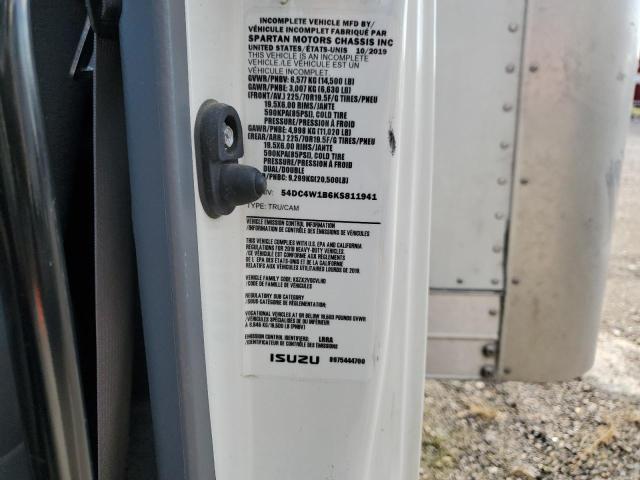 INCOMPLETE VEHICLE MFD BY/
VÉHICULE INCOMPLET FABRIQUÉ PAR
SPARTAN MOTORS CHASSIS INC
UNITED STATES/ÉTATS-UNIS 10/2019
THIS VEHICLE IS AN INCOMPLETE
VEHICLE./LE VÉHICULE EST UN
VÉHICULE INCOMPLET.
GVWR/PNBV: 6,577 KG (14,500 LB)
GAWR/PNBE: 3,007 KG (6,630 LB)
(FRONT/AV.) 225/70R19.5F/G TIRES/PNEU
19.5X6.00 RIMS/JANTE
590KPA(85PSI), COLD TIRE
PRESSURE/PRESSION À FROID
GAWR/PNBE: 4,998 KG (11,020 LB)
(REAR/ARR.) 225/70R19.5F/G TIRES/PNEU
19.5X6.00 RIMS/JANTE
590KPA(85PSI), COLD TIRE
PRESSURE/PRESSION À FROID
DUAL/DOUBLE
/PNBC: 9,299KG(20,500LB)
54DC4W1B6KS811941
TYPE: TRU/CAM
VEHICLE EMISSION CONTROL INFORMATION
/INFORMATION DE CONTRÔLE DES ÉMISSIONS DE VÉHICULES
THIS VEHICLE COMPLIES WITH U.S. EPA AND CALIFORNIA
REGULATIONS FOR 2019 HEAVY-DUTY VEHICLES.
/CE VÉHICULE EST CONFORME AUX RÈGLEMENTS
DE L' EPA DES ÉTATS-UNIS ET DE LA CALIFORNIE
RELATIFS AUX VÉHICULES UTILITAIRES LOURDS DE 2019.
VEHICLE FAMILY CODE:
/CODE DE FAMILLE DE VÉHICULES
REGULATORY SUB CATEGORY
/SOUS-CATÉGORIE DE RÉGLEMENTATION:
VOCATIONAL VEHICLES AT OR BELOW 19,500 POUNDS GVWR
/VÉHICULES SPÉCIALISÉS DE OU INFÉRIEUR
À 8,846 KG/19,500 LB (PNBV)
EMISSION CONTROL IDENTIFIERS: LRRA
/IDENTIFICATEUR DE CONTRÔLE DES ÉMISSIONS
ISUZU 8975444700